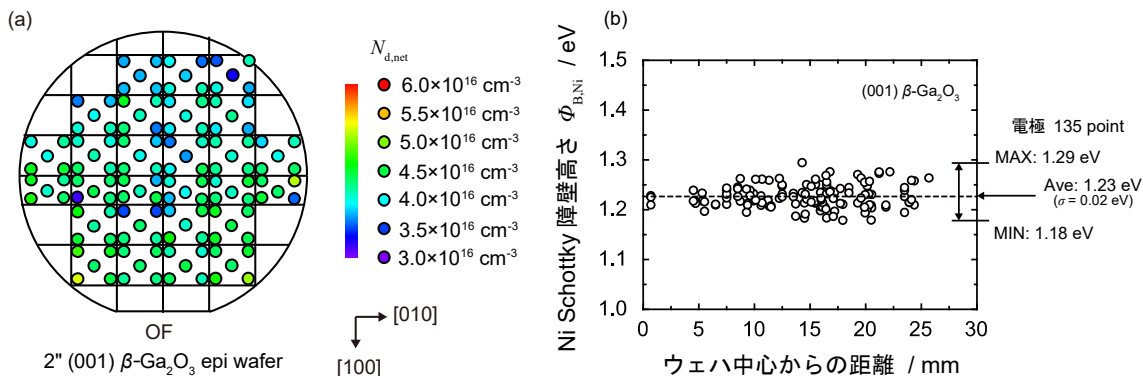 (a)
N_d,net
6.0×10^16 cm^-3
5.5×10^16 cm^-3
5.0×10^16 cm^-3
4.5×10^16 cm^-3
4.0×10^16 cm^-3
3.5×10^16 cm^-3
3.0×10^16 cm^-3
OF
2" (001) β-Ga₂O₃ epi wafer
[010]
[100]
(b)
Ni Schottky 障壁高さ Φ_B,Ni / eV
1.5
1.4
1.3
1.2
1.1
1.0
(001) β-Ga₂O₃
電極 135 point
MAX: 1.29 eV
Ave: 1.23 eV
(σ = 0.02 eV)
MIN: 1.18 eV
0 5 10 15 20 25 30
ウェハ中心からの距離 / mm